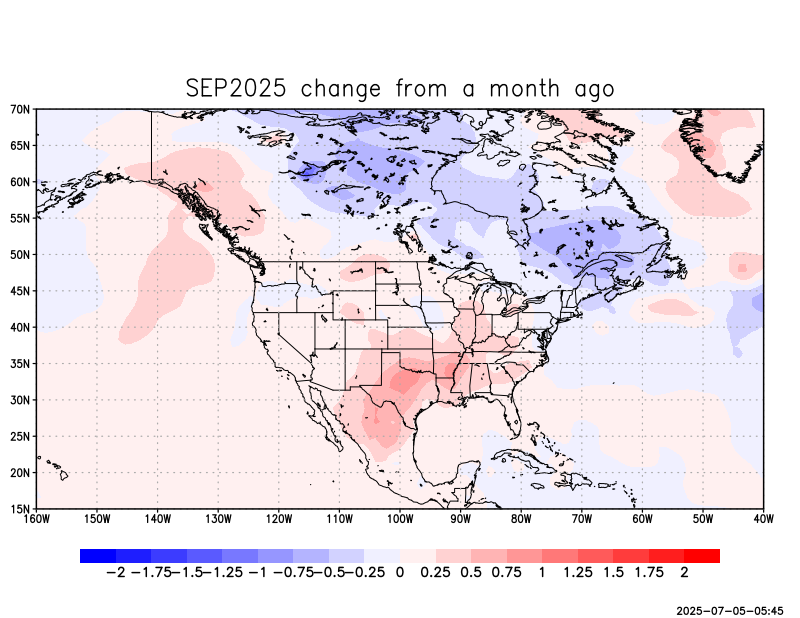 SEP2025 change from a month ago
70N
65N
60N
55N
50N
45N
40N
35N
30N
25N
20N
15N
160W 150W 140W 130W 120W 110W 100W 90W 80W 70W 60W 50W 40W
−2 −1.75 −1.5 −1.25 −1 −0.75 −0.5 −0.25 0 0.25 0.5 0.75 1 1.25 1.5 1.75 2
2025-07-05-05:45